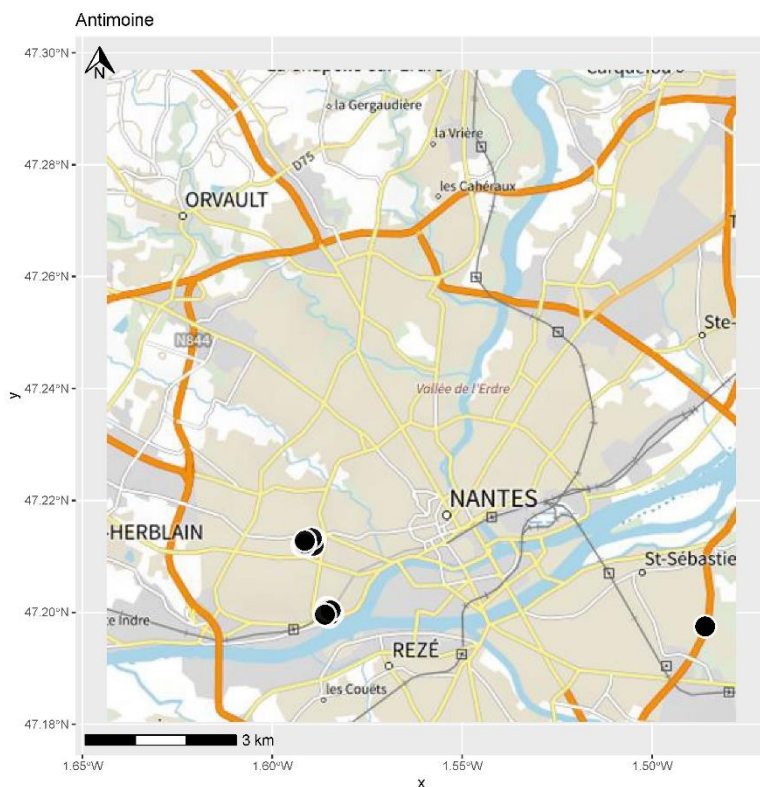 Antimoine
47.30°N
N
la Gergaudière
la Vrière
47.28°N
D75
les Cahéraux
ORVAULT
47.26°N
Ste-
N844
47.24°N
Vallée de l'Erdre
y
47.22°N
NANTES
-HERBLAIN
St-Sébastie
47.20°N
te Indre
REZÉ
les Couëts
47.18°N
3 km
1.65°W
1.60°W
1.55°W
1.50°W
x